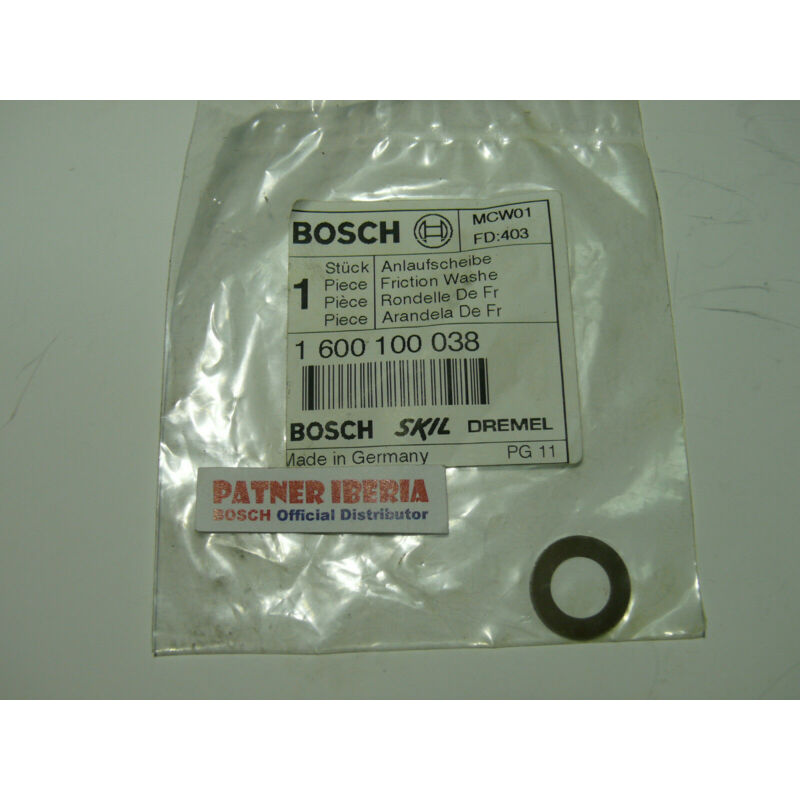 BOSCH
MCW01
FD:403
1
Stück
Piece
Pièce
Piece
Anlaufscheibe
Friction Washe
Rondelle De Fr
Arandela De Fr
1 600 100 038
BOSCH SKIL DREMEL
Made in Germany PG 11
PATNER IBERIA
BOSCH Official Distributor